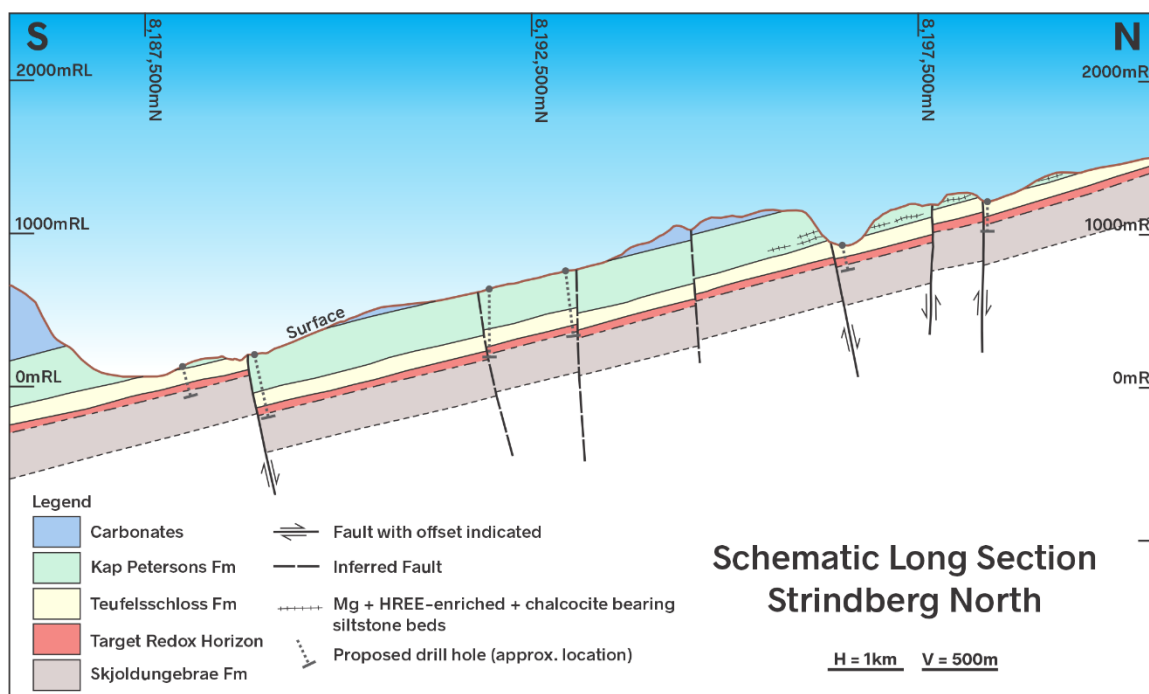 S
8,187,500mN
8,192,500mN
8,197,500mN
N
2000mRL
2000mR
1000mRL
1000mR
Surface
0mRL
0mR
Legend
Carbonates
Kap Petersons Fm
Teufelsschloss Fm
Target Redox Horizon
Skjoldungebrae Fm
Fault with offset indicated
Inferred Fault
Mg + HREE-enriched + chalcocite bearing
siltstone beds
Proposed drill hole (approx. location)
Schematic Long Section
Strindberg North
H = 1km V = 500m